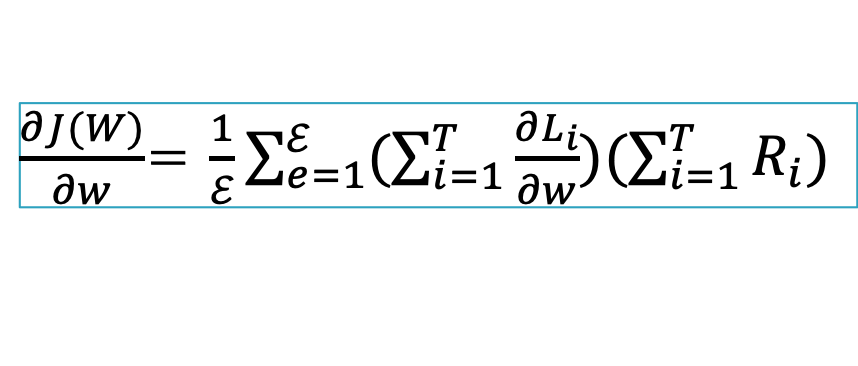 ∂J(W)/∂w = 1/ℰ ∑_{e=1}^{ℰ} (∑_{i=1}^{T} ∂L_i/∂w)(∑_{i=1}^{T} R_i)